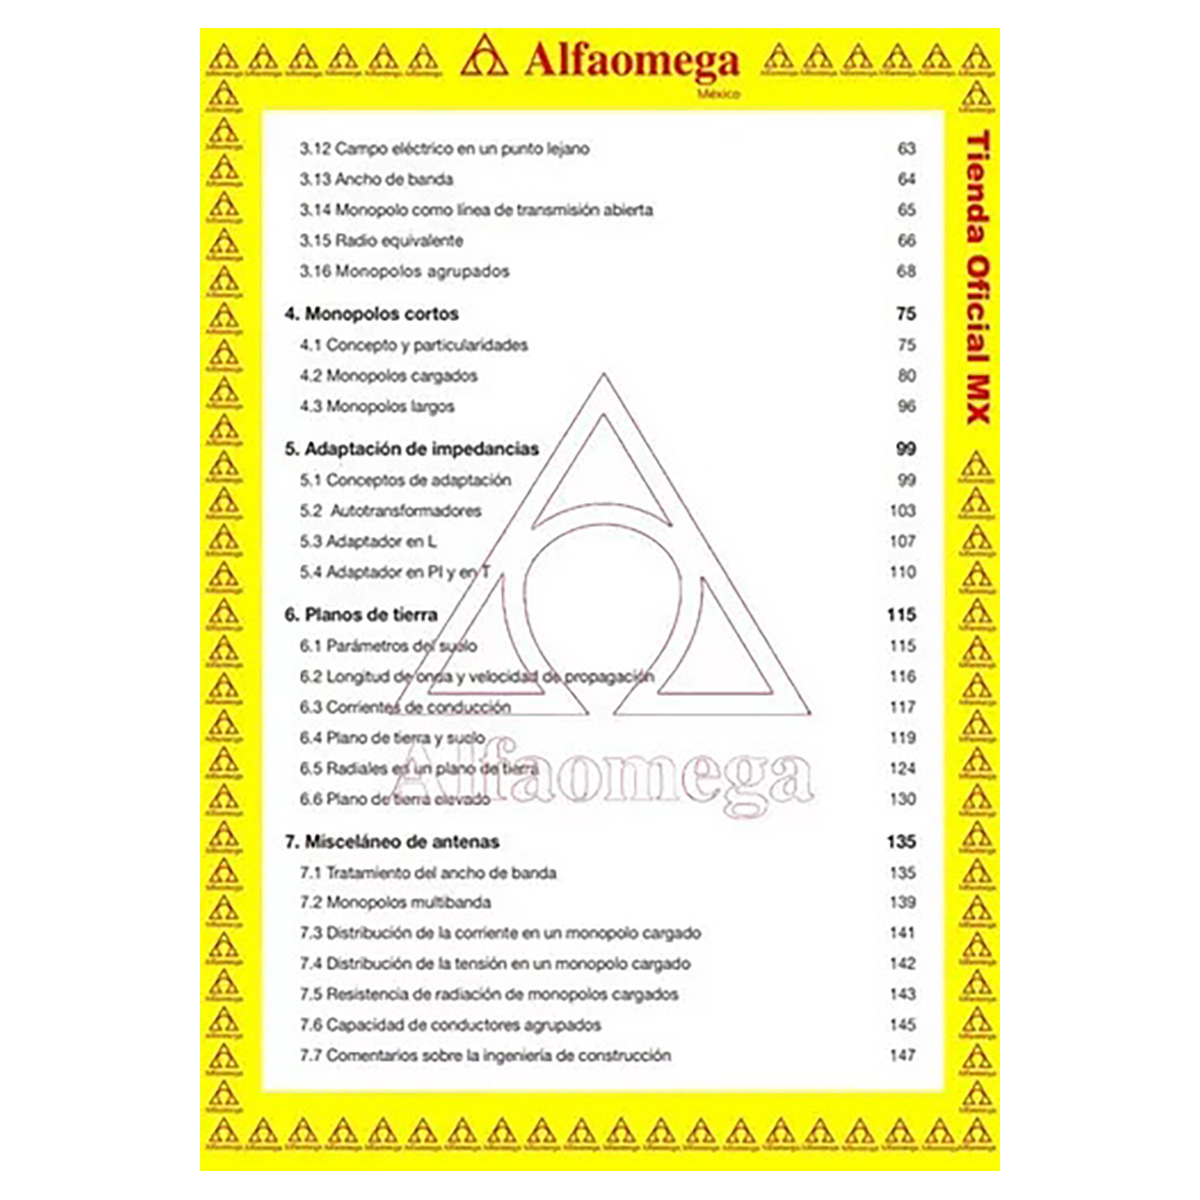 Alfaomega
México
Tienda Oficial MX
3.12 Campo eléctrico en un punto lejano 63
3.13 Ancho de banda 64
3.14 Monopolo como línea de transmisión abierta 65
3.15 Radio equivalente 66
3.16 Monopolos agrupados 68
4. Monopolos cortos 75
4.1 Concepto y particularidades 75
4.2 Monopolos cargados 80
4.3 Monopolos largos 96
5. Adaptación de impedancias 99
5.1 Conceptos de adaptación 99
5.2 Autotransformadores 103
5.3 Adaptador en L 107
5.4 Adaptador en PI y en T 110
6. Planos de tierra 115
6.1 Parámetros del suelo 115
6.2 Longitud de onda y velocidad de propagación 116
6.3 Corrientes de conducción 117
6.4 Plano de tierra y suelo 119
6.5 Radiales en un plano de tierra 124
6.6 Plano de tierra elevado 130
Alfaomega
7. Misceláneo de antenas 135
7.1 Tratamiento del ancho de banda 135
7.2 Monopolos multibanda 139
7.3 Distribución de la corriente en un monopolo cargado 141
7.4 Distribución de la tensión en un monopolo cargado 142
7.5 Resistencia de radiación de monopolos cargados 143
7.6 Capacidad de conductores agrupados 145
7.7 Comentarios sobre la ingeniería de construcción 147